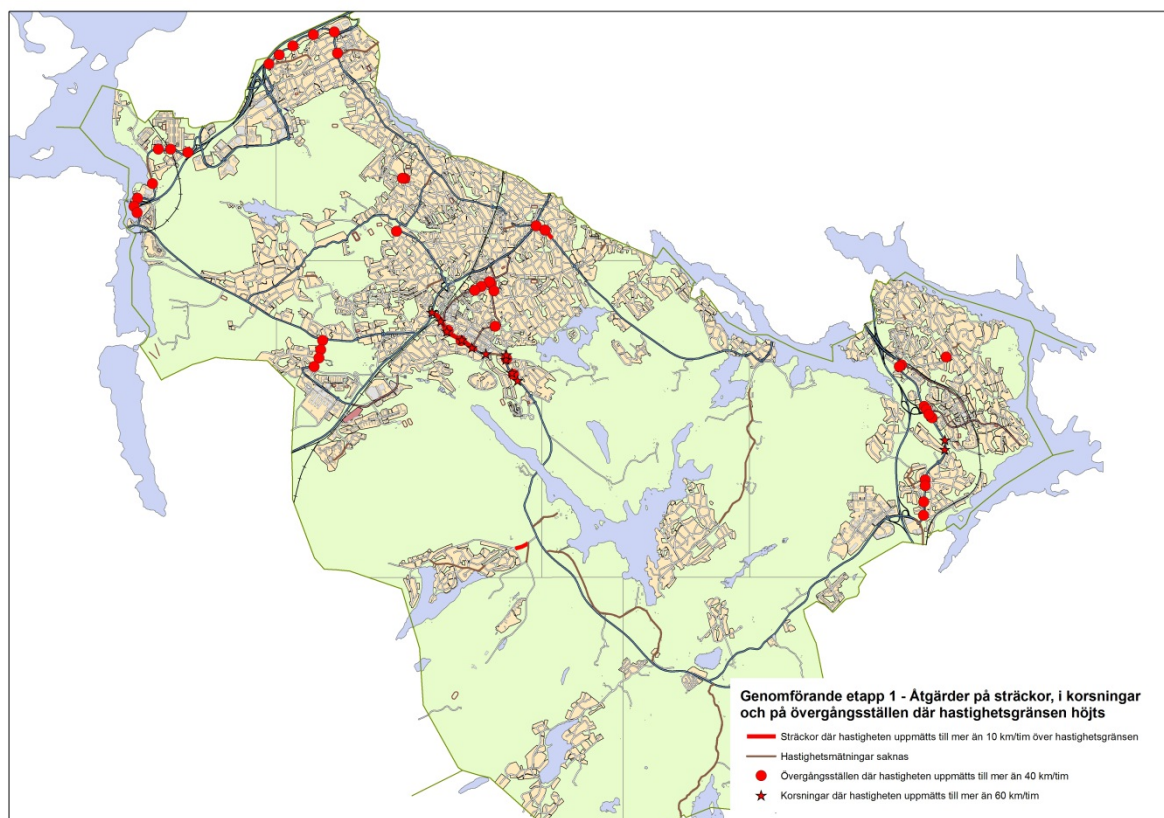 Genomförande etapp 1 - Åtgärder på sträckor, i korsningar
och på övergångsställen där hastighetsgränsen höjts
Sträckor där hastigheten uppmätts till mer än 10 km/tim över hastighetsgränsen
Hastighetsmätningar saknas
Övergångsställen där hastigheten uppmätts till mer än 40 km/tim
Korsningar där hastigheten uppmätts till mer än 60 km/tim